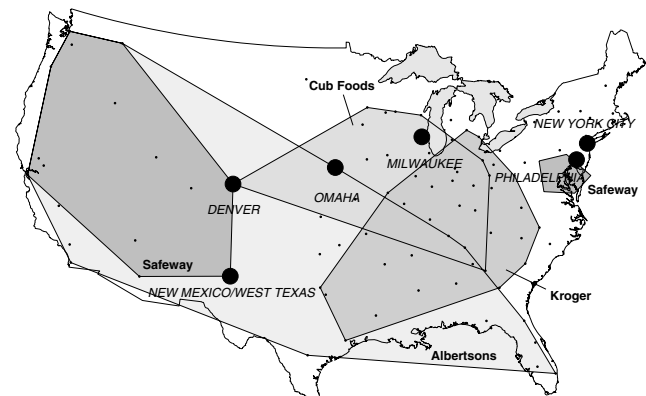 Cub Foods
NEW YORK CITY
MILWAUKEE
PHILADELPHIA
Safeway
OMAHA
DENVER
Safeway
NEW MEXICO/WEST TEXAS
Kroger
Albertsons